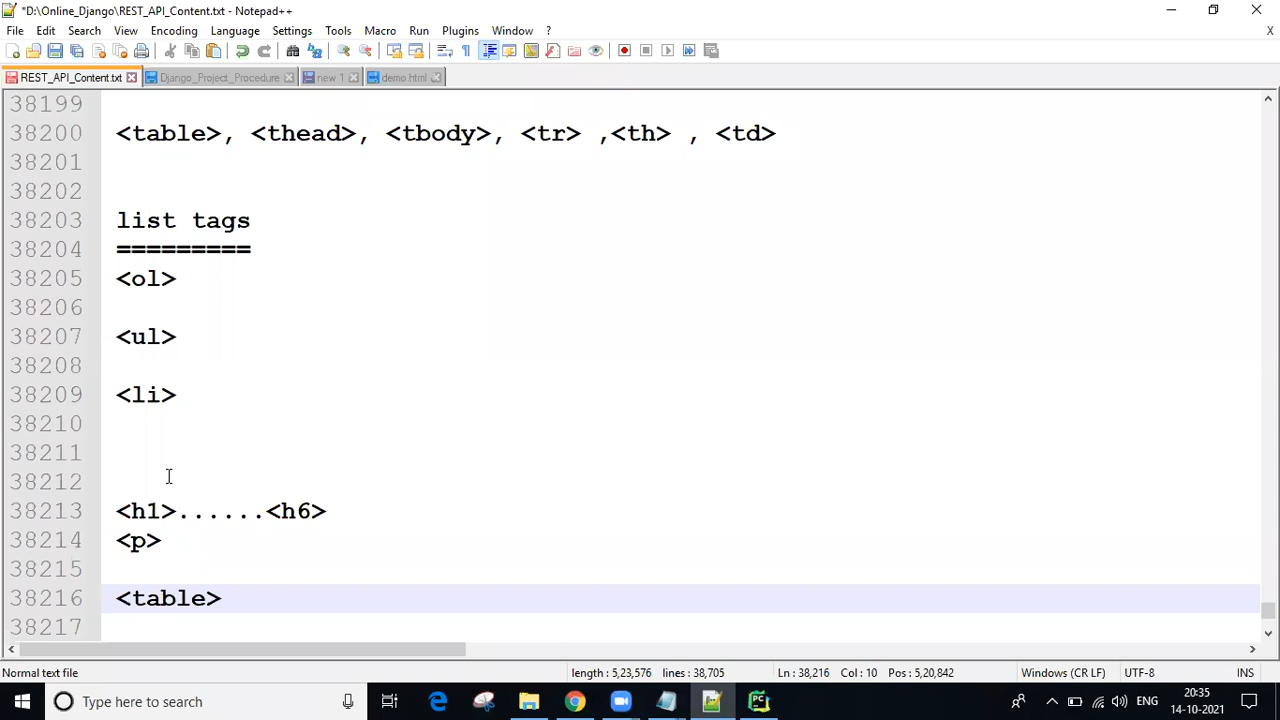 *D:\Online_Django\REST_API_Content.txt - Notepad++
File Edit Search View Encoding Language Settings Tools Macro Run Plugins Window ? X
REST_API_Content.txt Django_Project_Procedure new 1 demo.html
38199
38200 <table>, <thead>, <tbody>, <tr> ,<th> , <td>
38201
38202
38203 list tags
38204 =========
38205 <ol>
38206
38207 <ul>
38208
38209 <li>
38210
38211
38212
38213 <h1>......<h6>
38214 <p>
38215
38216 <table>
38217
Normal text file length : 5,23,576 lines : 38,705 Ln : 38,216 Col : 10 Pos : 5,20,842 Windows (CR LF) UTF-8 INS
Type here to search ENG 20:35
14-10-2021